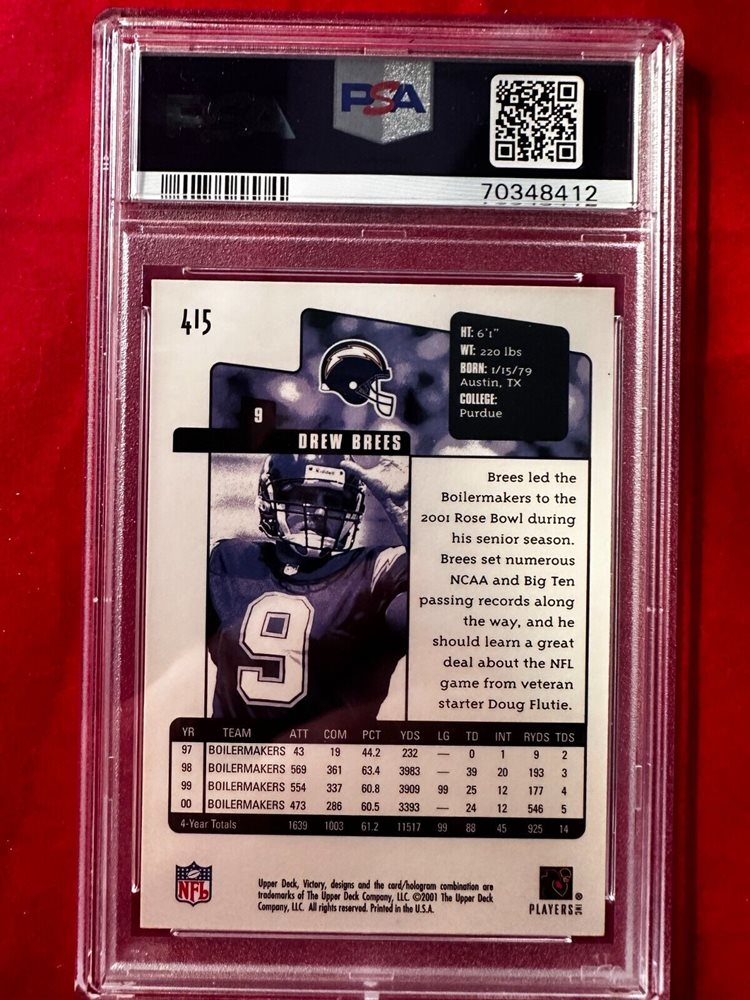 PSA
70348412
415
HT: 6'1"
WT: 220 lbs
BORN: 1/15/79
Austin, TX
COLLEGE:
Purdue
9
DREW BREES
Riddell
9
Brees led the
Boilermakers to the
2001 Rose Bowl during
his senior season.
Brees set numerous
NCAA and Big Ten
passing records along
the way, and he
should learn a great
deal about the NFL
game from veteran
starter Doug Flutie.
YR TEAM ATT COM PCT YDS LG TD INT RYDS TDS
97 BOILERMAKERS 43 19 44.2 232 — 0 1 9 2
98 BOILERMAKERS 569 361 63.4 3983 — 39 20 193 3
99 BOILERMAKERS 554 337 60.8 3909 99 25 12 177 4
00 BOILERMAKERS 473 286 60.5 3393 — 24 12 546 5
4-Year Totals 1639 1003 61.2 11517 99 88 45 925 14
NFL
Upper Deck, Victory, designs and the card/hologram combination are
trademarks of The Upper Deck Company, LLC. ©2001 The Upper Deck
Company, LLC. All rights reserved. Printed in the U.S.A.
PLAYERS INC ®